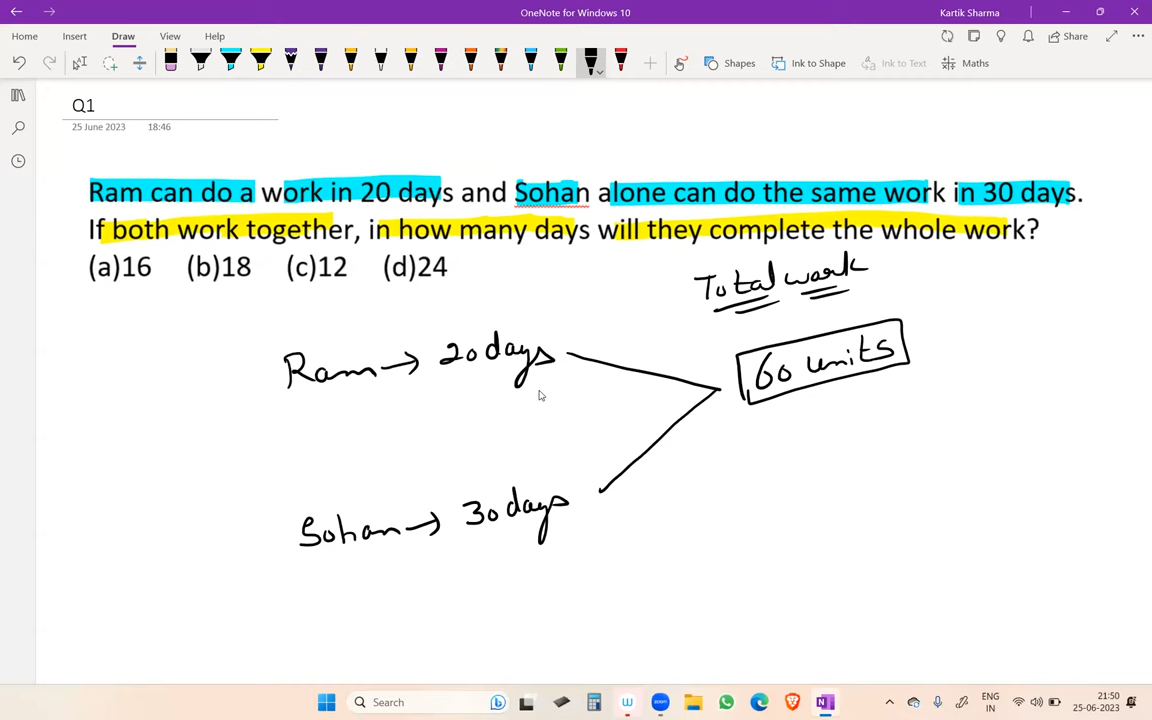 OneNote for Windows 10
Kartik Sharma
Home Insert Draw View Help
Share
Shapes Ink to Shape Ink to Text Maths
Q1
25 June 2023 18:46
Ram can do a work in 20 days and Sohan alone can do the same work in 30 days.
If both work together, in how many days will they complete the whole work?
(a)16 (b)18 (c)12 (d)24
Total work
Ram → 20 days
60 units
Sohan → 30 days
Search
ENG
IN
21:50
25-06-2023